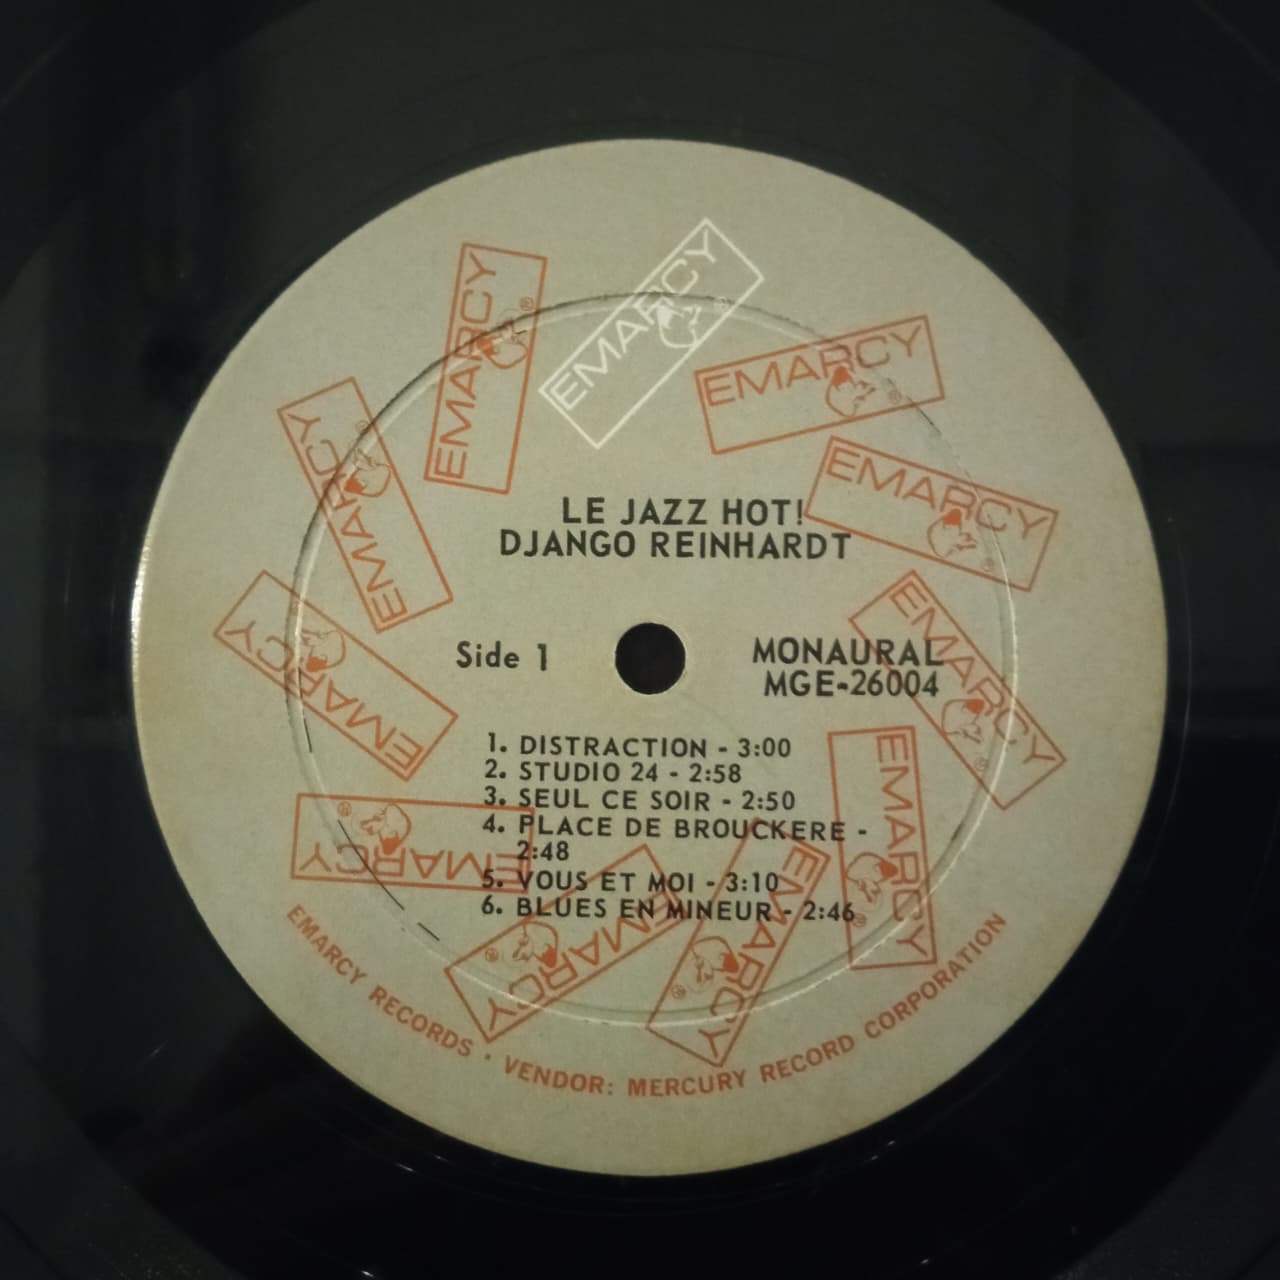 EMARCY ®
EMARCY ®
EMARCY ®
EMARCY ®
EMARCY ®
EMARCY ®
EMARCY ®
EMARCY ®
EMARCY ®
EMARCY ®
EMARCY ®
LE JAZZ HOT!
DJANGO REINHARDT
Side 1
MONAURAL
MGE-26004
1. DISTRACTION - 3:00
2. STUDIO 24 - 2:58
3. SEUL CE SOIR - 2:50
4. PLACE DE BROUCKERE -
2:48
5. VOUS ET MOI - 3:10
6. BLUES EN MINEUR - 2:46
EMARCY RECORDS · VENDOR: MERCURY RECORD CORPORATION